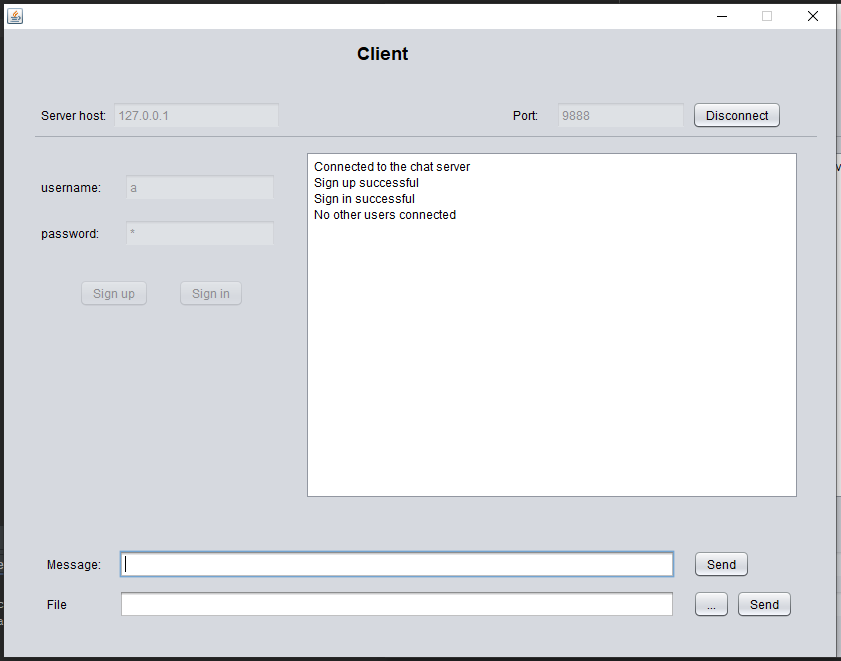 Client
Server host: 127.0.0.1 Port: 9888 Disconnect
username: a
password: *
Sign up Sign in
Connected to the chat server
Sign up successful
Sign in successful
No other users connected
Message: Send
File ... Send